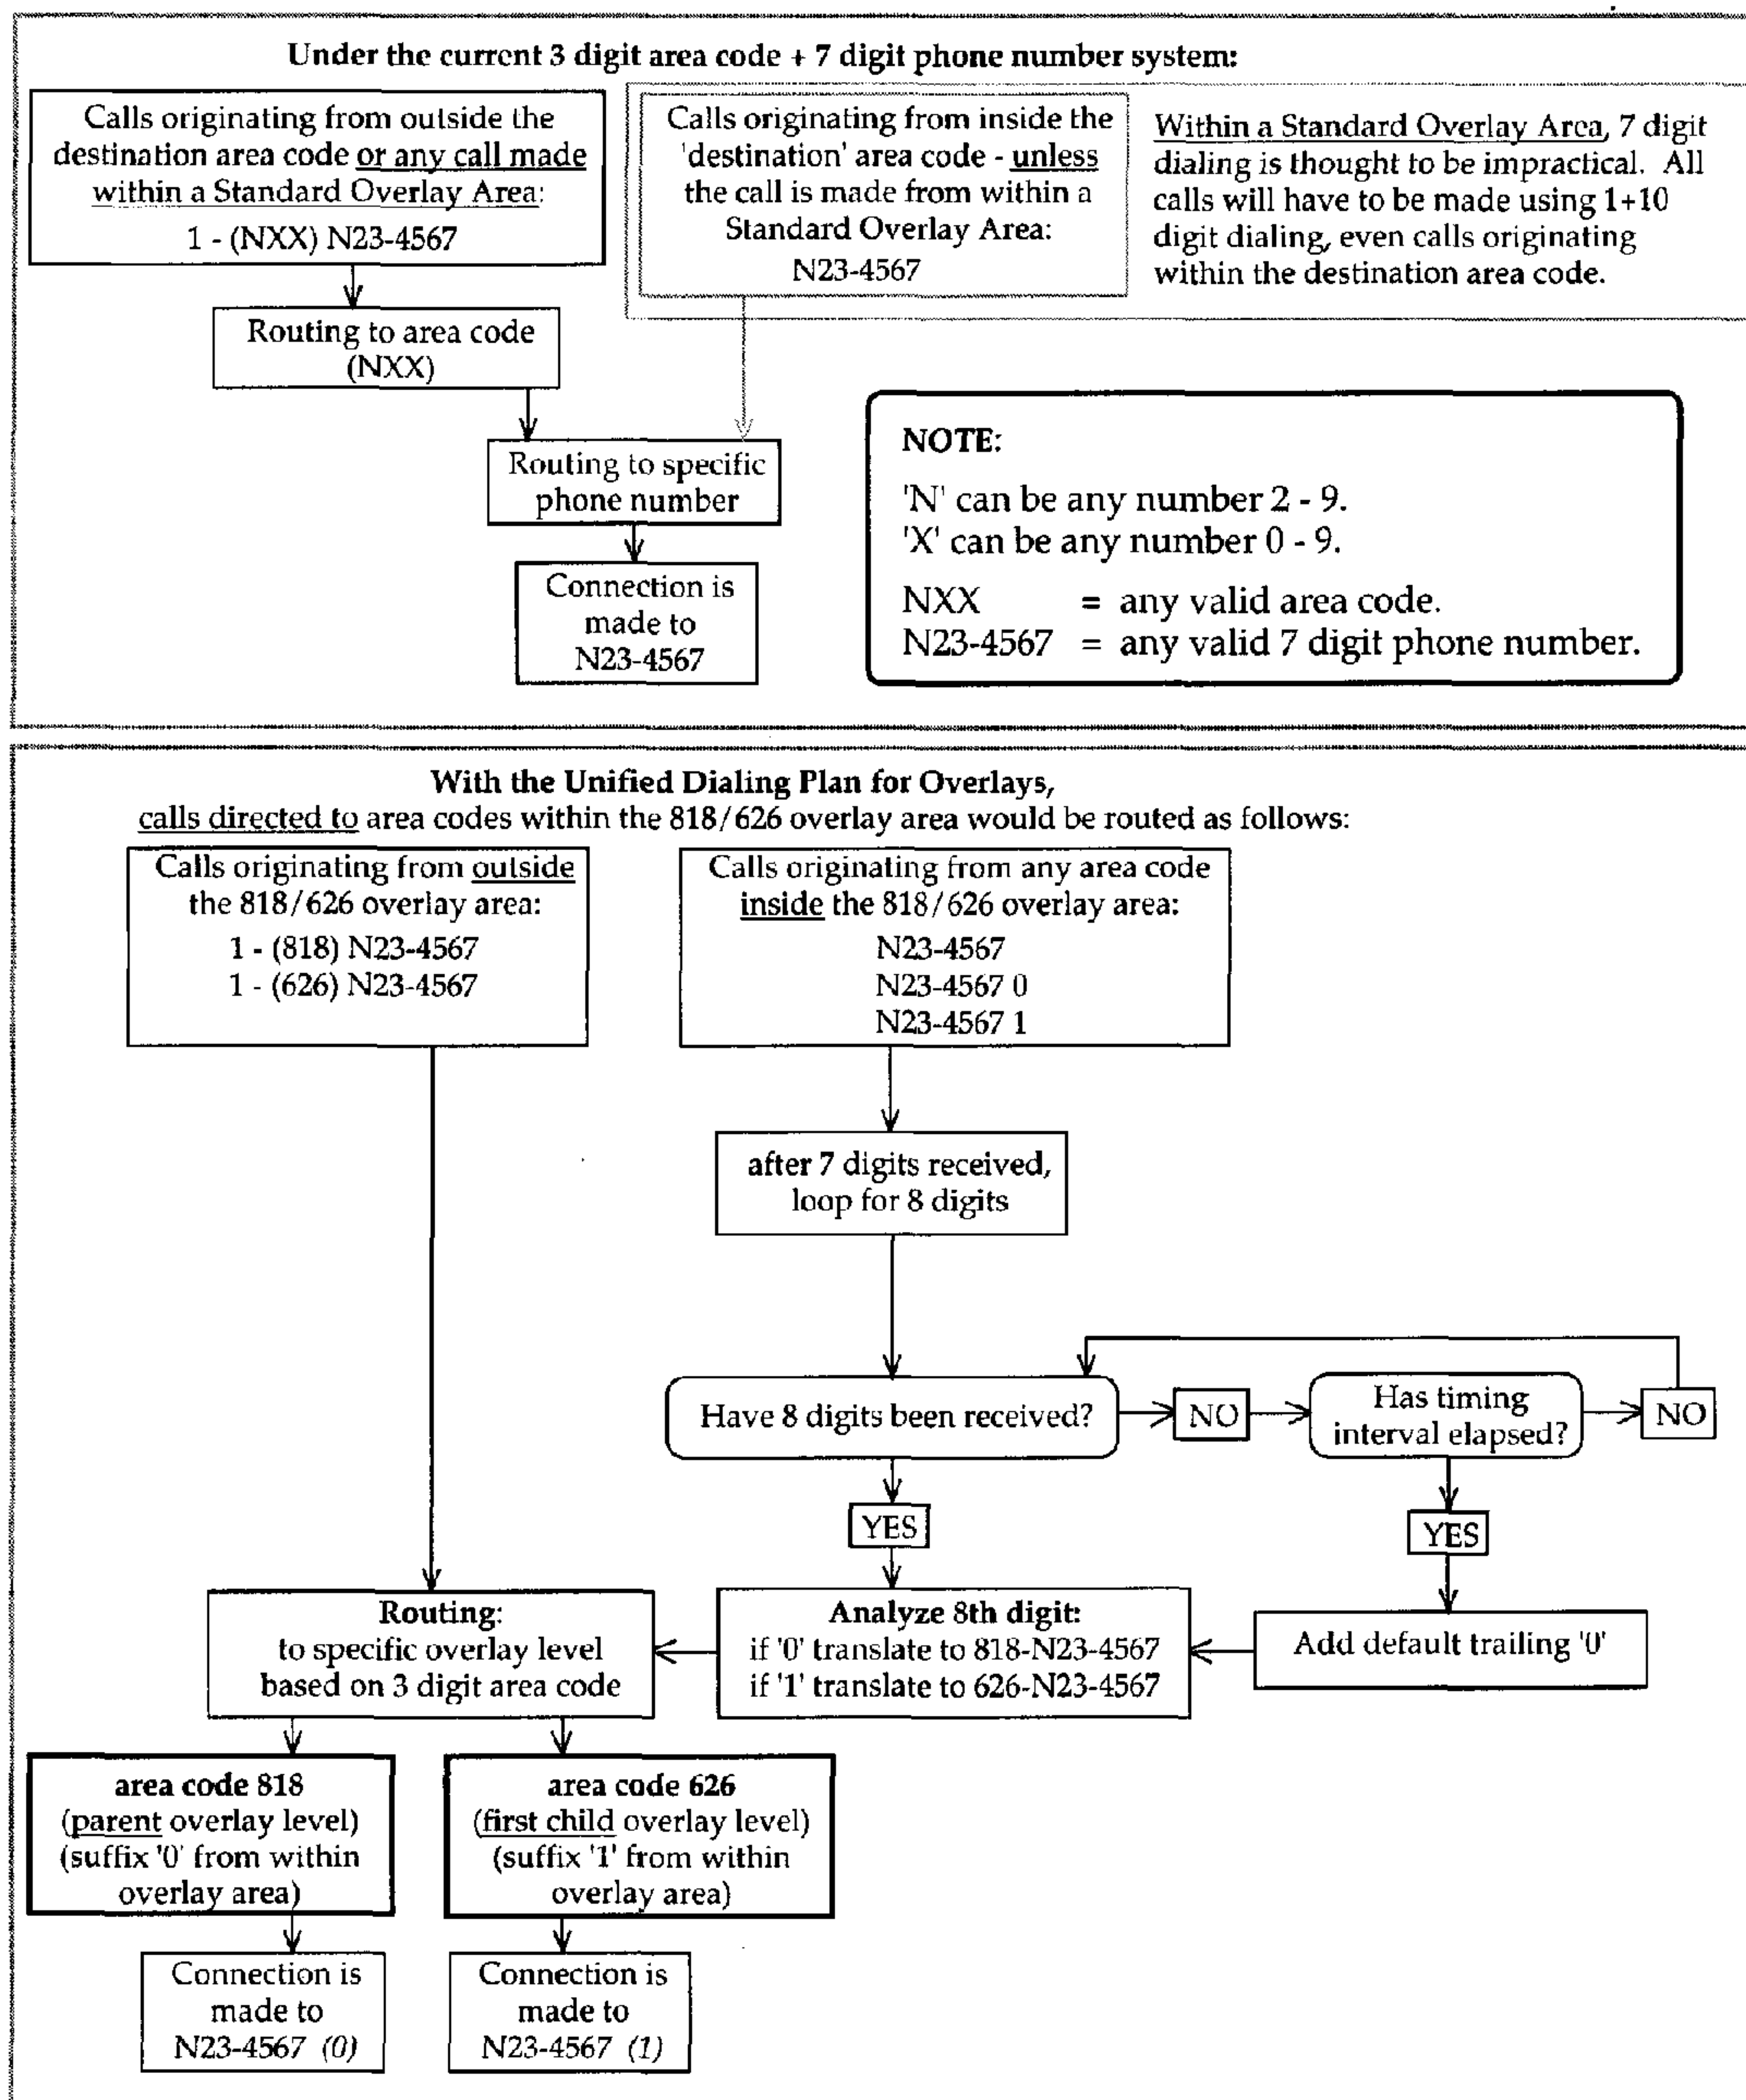 Under the current 3 digit area code + 7 digit phone number system:
Calls originating from outside the
destination area code or any call made
within a Standard Overlay Area:
1 - (NXX) N23-4567
Calls originating from inside the
'destination' area code - unless
the call is made from within a
Standard Overlay Area:
N23-4567
Within a Standard Overlay Area, 7 digit
dialing is thought to be impractical. All
calls will have to be made using 1+10
digit dialing, even calls originating
within the destination area code.
Routing to area code
(NXX)
Routing to specific
phone number
Connection is
made to
N23-4567
NOTE:
'N' can be any number 2 - 9.
'X' can be any number 0 - 9.
NXX = any valid area code.
N23-4567 = any valid 7 digit phone number.
With the Unified Dialing Plan for Overlays,
calls directed to area codes within the 818/626 overlay area would be routed as follows:
Calls originating from outside
the 818/626 overlay area:
1 - (818) N23-4567
1 - (626) N23-4567
Calls originating from any area code
inside the 818/626 overlay area:
N23-4567
N23-4567 0
N23-4567 1
after 7 digits received,
loop for 8 digits
Have 8 digits been received?
NO
Has timing
interval elapsed?
NO
YES
YES
Routing:
to specific overlay level
based on 3 digit area code
Analyze 8th digit:
if '0' translate to 818-N23-4567
if '1' translate to 626-N23-4567
Add default trailing '0'
area code 818
(parent overlay level)
(suffix '0' from within
overlay area)
area code 626
(first child overlay level)
(suffix '1' from within
overlay area)
Connection is
made to
N23-4567 (0)
Connection is
made to
N23-4567 (1)